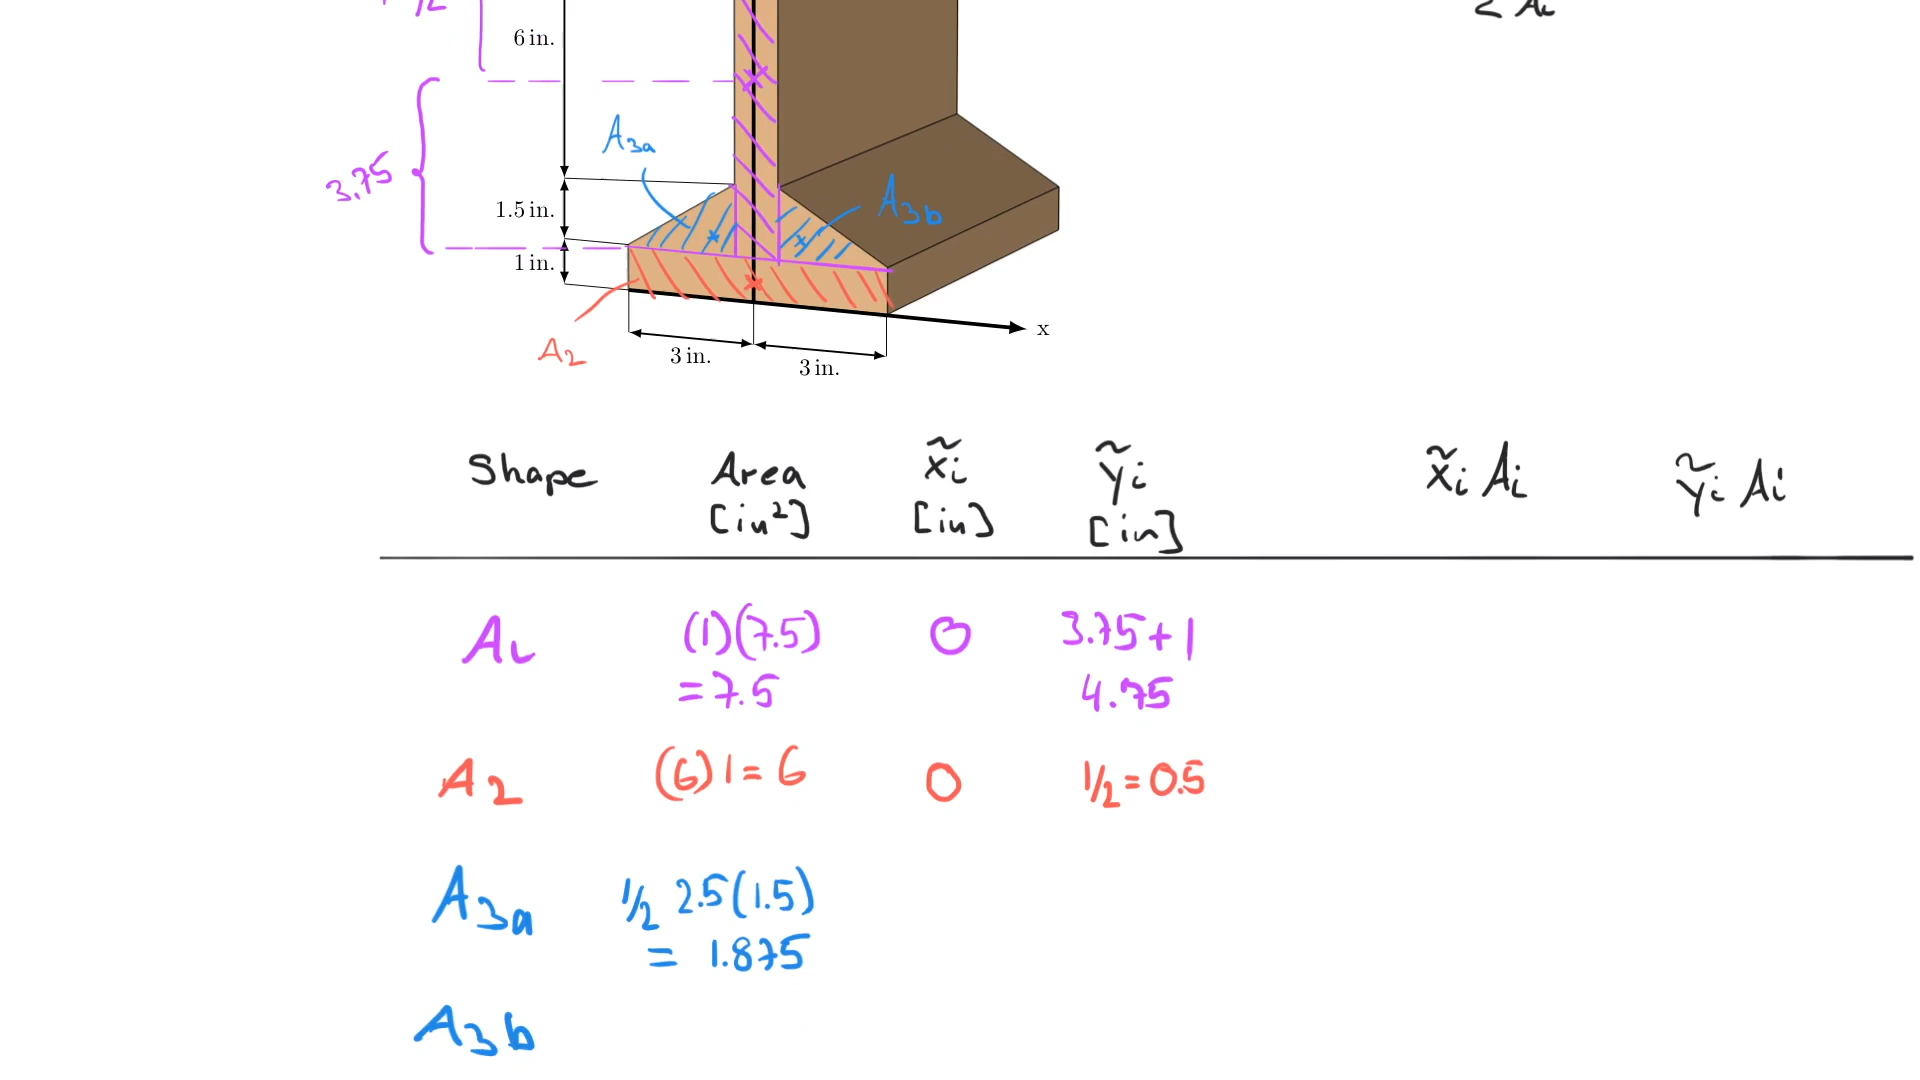 6 in.
3.75
A3a
A3b
1.5 in.
1 in.
A2
3 in.
3 in.
x
Shape Area x̃i ỹi x̃i Ai ỹi Ai
[in²] [in] [in]
A1 (1)(7.5) 0 3.75+1
=7.5 4.75
A2 (6)1=6 0 1/2=0.5
A3a 1/2 2.5(1.5)
= 1.875
A3b